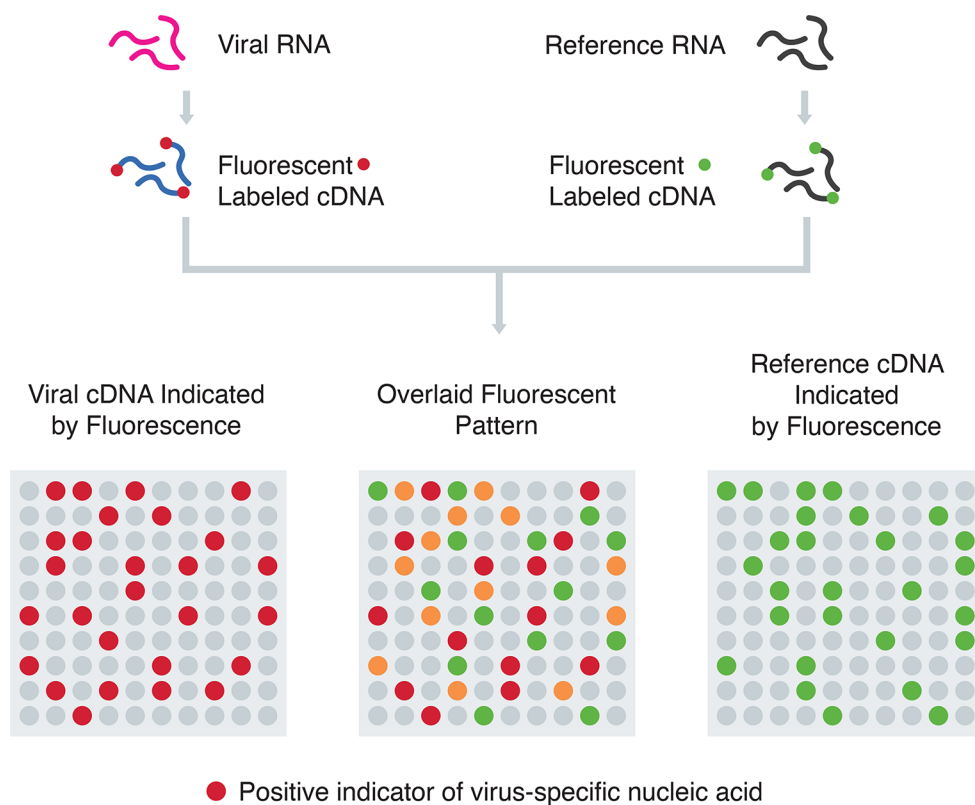 Viral RNA
Reference RNA
Fluorescent
Labeled cDNA
Fluorescent
Labeled cDNA
Viral cDNA Indicated
by Fluorescence
Overlaid Fluorescent
Pattern
Reference cDNA
Indicated
by Fluorescence
Positive indicator of virus-specific nucleic acid